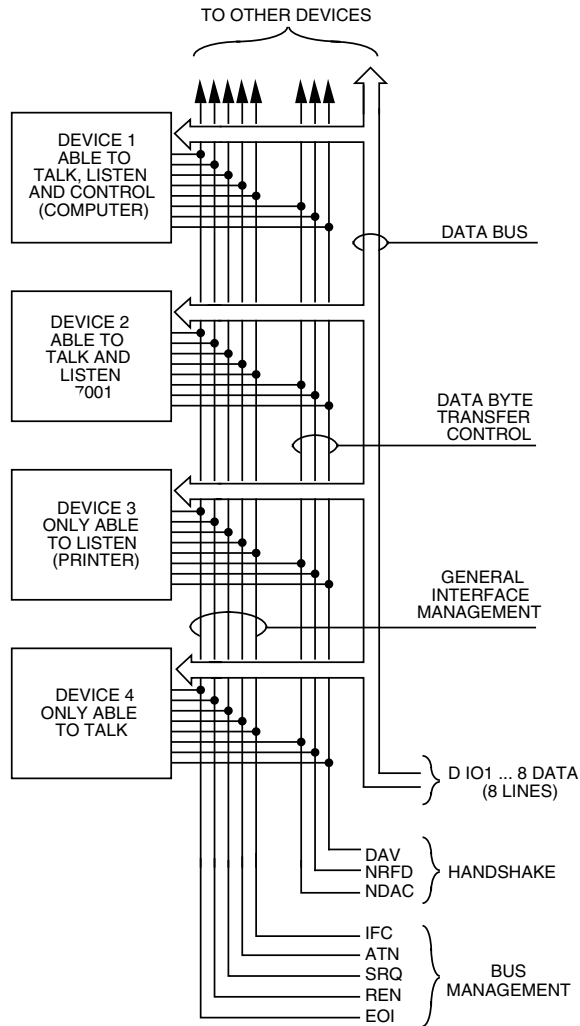 TO OTHER DEVICES
DEVICE 1
ABLE TO
TALK, LISTEN
AND CONTROL
(COMPUTER)
DATA BUS
DEVICE 2
ABLE TO
TALK AND
LISTEN
7001
DATA BYTE
TRANSFER
CONTROL
DEVICE 3
ONLY ABLE
TO LISTEN
(PRINTER)
GENERAL
INTERFACE
MANAGEMENT
DEVICE 4
ONLY ABLE
TO TALK
D IO1 ... 8 DATA
(8 LINES)
DAV
NRFD
NDAC
HANDSHAKE
IFC
ATN
SRQ
REN
EOI
BUS
MANAGEMENT